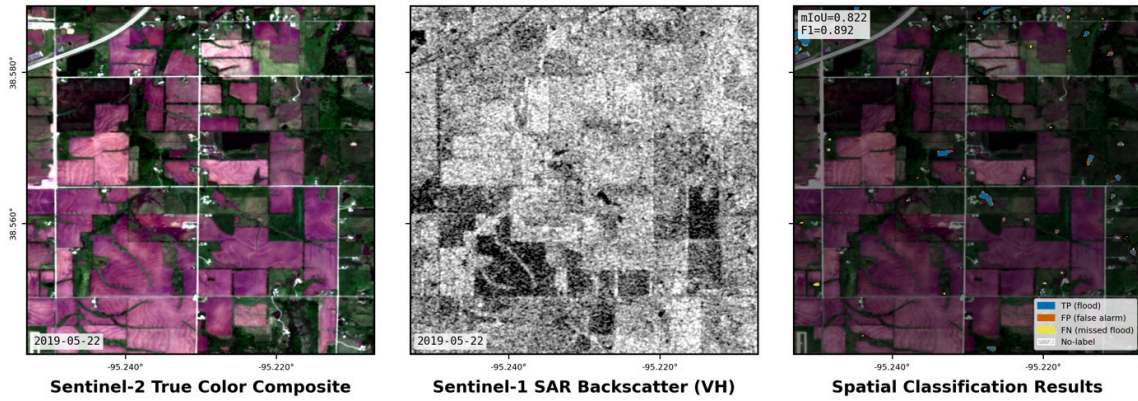 mIoU=0.822
F1=0.892
38.580°
38.560°
2019-05-22
2019-05-22
TP (flood)
FP (false alarm)
FN (missed flood)
No-label
-95.240°
-95.220°
-95.240°
-95.220°
-95.240°
-95.220°
Sentinel-2 True Color Composite
Sentinel-1 SAR Backscatter (VH)
Spatial Classification Results